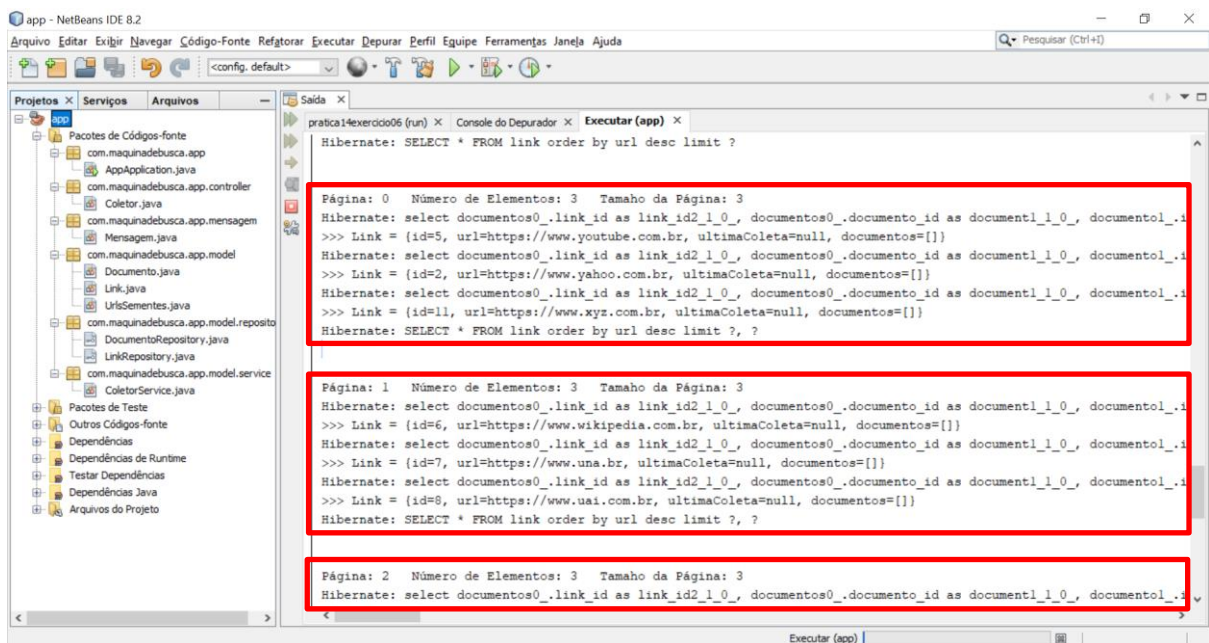 app - NetBeans IDE 8.2
Arquivo Editar Exibir Navegar Código-Fonte Refatorar Executar Depurar Perfil Equipe Ferramentas Janela Ajuda
Pesquisar (Ctrl+I)
<config. default>
Projetos Serviços Arquivos
Saída
app
Pacotes de Códigos-fonte
com.maquinadebusca.app
AppApplication.java
com.maquinadebusca.app.controller
Coletor.java
com.maquinadebusca.app.mensagem
Mensagem.java
com.maquinadebusca.app.model
Documento.java
Link.java
UrlsSementes.java
com.maquinadebusca.app.model.reposito
DocumentoRepository.java
LinkRepository.java
com.maquinadebusca.app.model.service
ColetorService.java
Pacotes de Teste
Outros Códigos-fonte
Dependências
Dependências de Runtime
Testar Dependências
Dependências Java
Arquivos do Projeto
pratica14exercicio06 (run) Console do Depurador Executar (app)
Hibernate: SELECT * FROM link order by url desc limit ?
Página: 0 Número de Elementos: 3 Tamaho da Página: 3
Hibernate: select documentos0_.link_id as link_id2_1_0_, documentos0_.documento_id as document1_1_0_, documento1_.i
>>> Link = {id=5, url=https://www.youtube.com.br, ultimaColeta=null, documentos=[]}
Hibernate: select documentos0_.link_id as link_id2_1_0_, documentos0_.documento_id as document1_1_0_, documento1_.i
>>> Link = {id=2, url=https://www.yahoo.com.br, ultimaColeta=null, documentos=[]}
Hibernate: select documentos0_.link_id as link_id2_1_0_, documentos0_.documento_id as document1_1_0_, documento1_.i
>>> Link = {id=11, url=https://www.xyz.com.br, ultimaColeta=null, documentos=[]}
Hibernate: SELECT * FROM link order by url desc limit ?, ?
Página: 1 Número de Elementos: 3 Tamaho da Página: 3
Hibernate: select documentos0_.link_id as link_id2_1_0_, documentos0_.documento_id as document1_1_0_, documento1_.i
>>> Link = {id=6, url=https://www.wikipedia.com.br, ultimaColeta=null, documentos=[]}
Hibernate: select documentos0_.link_id as link_id2_1_0_, documentos0_.documento_id as document1_1_0_, documento1_.i
>>> Link = {id=7, url=https://www.una.br, ultimaColeta=null, documentos=[]}
Hibernate: select documentos0_.link_id as link_id2_1_0_, documentos0_.documento_id as document1_1_0_, documento1_.i
>>> Link = {id=8, url=https://www.uai.com.br, ultimaColeta=null, documentos=[]}
Hibernate: SELECT * FROM link order by url desc limit ?, ?
Página: 2 Número de Elementos: 3 Tamaho da Página: 3
Hibernate: select documentos0_.link_id as link_id2_1_0_, documentos0_.documento_id as document1_1_0_, documento1_.i
Executar (app)